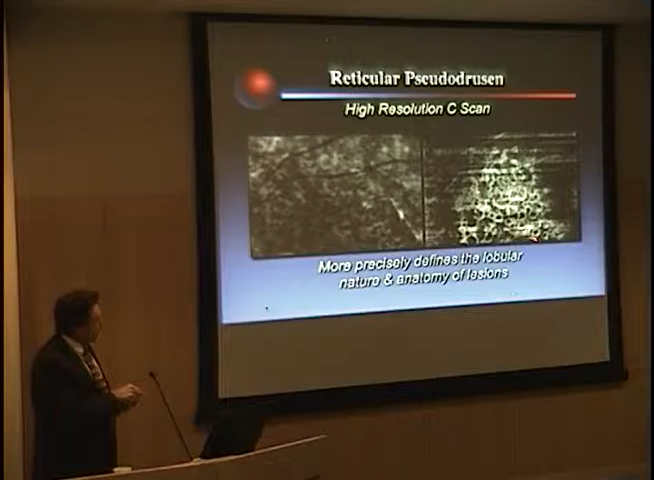 Reticular Pseudodrusen
High Resolution C Scan
More precisely defines the lobular
nature & anatomy of lesions